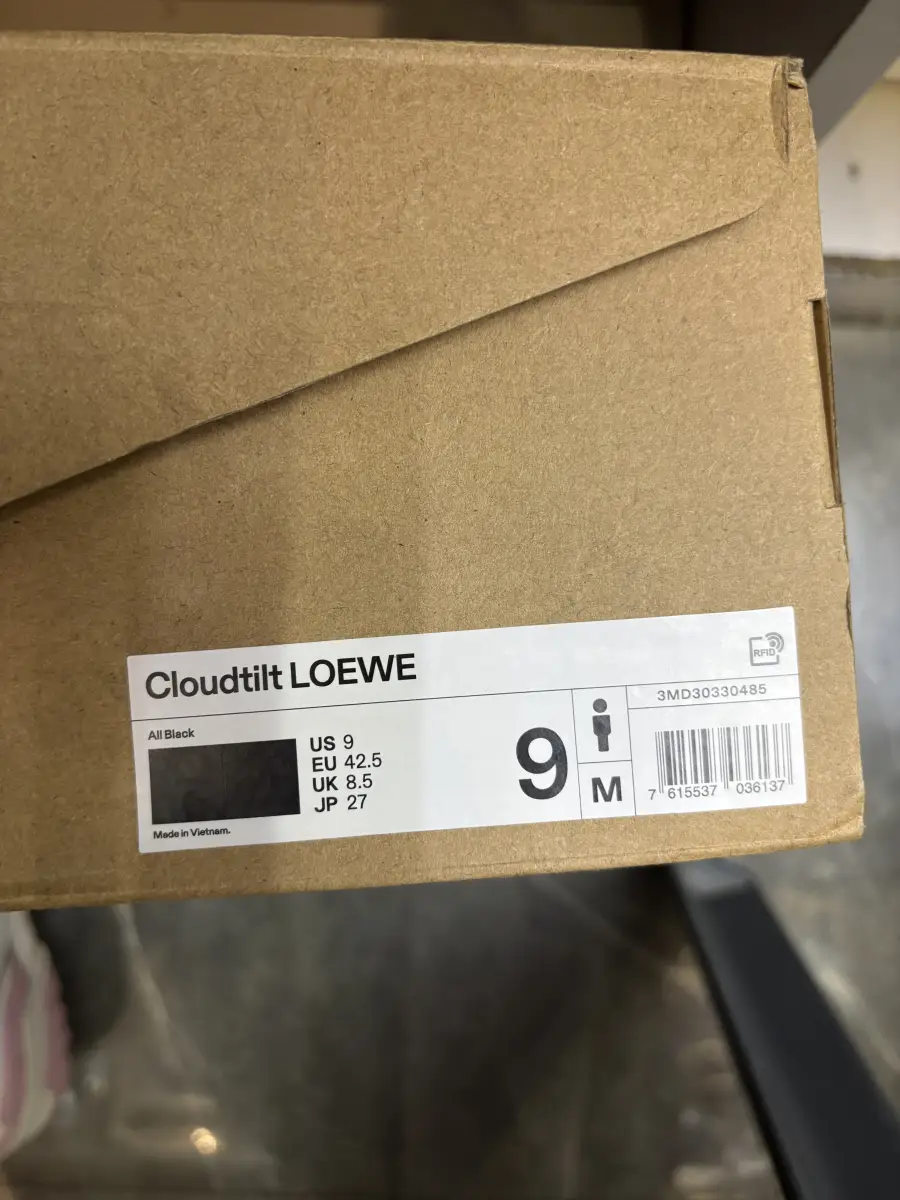 Cloudtilt LOEWE
RFID
3MD30330485
All Black
US 9
EU 42.5
UK 8.5
JP 27
9
M
7 615537 036137
Made in Vietnam.